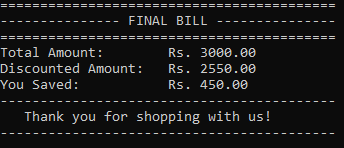 ==========================================
--------------- FINAL BILL ---------------
==========================================
Total Amount:        Rs. 3000.00
Discounted Amount:   Rs. 2550.00
You Saved:           Rs. 450.00
------------------------------------------
   Thank you for shopping with us!
------------------------------------------